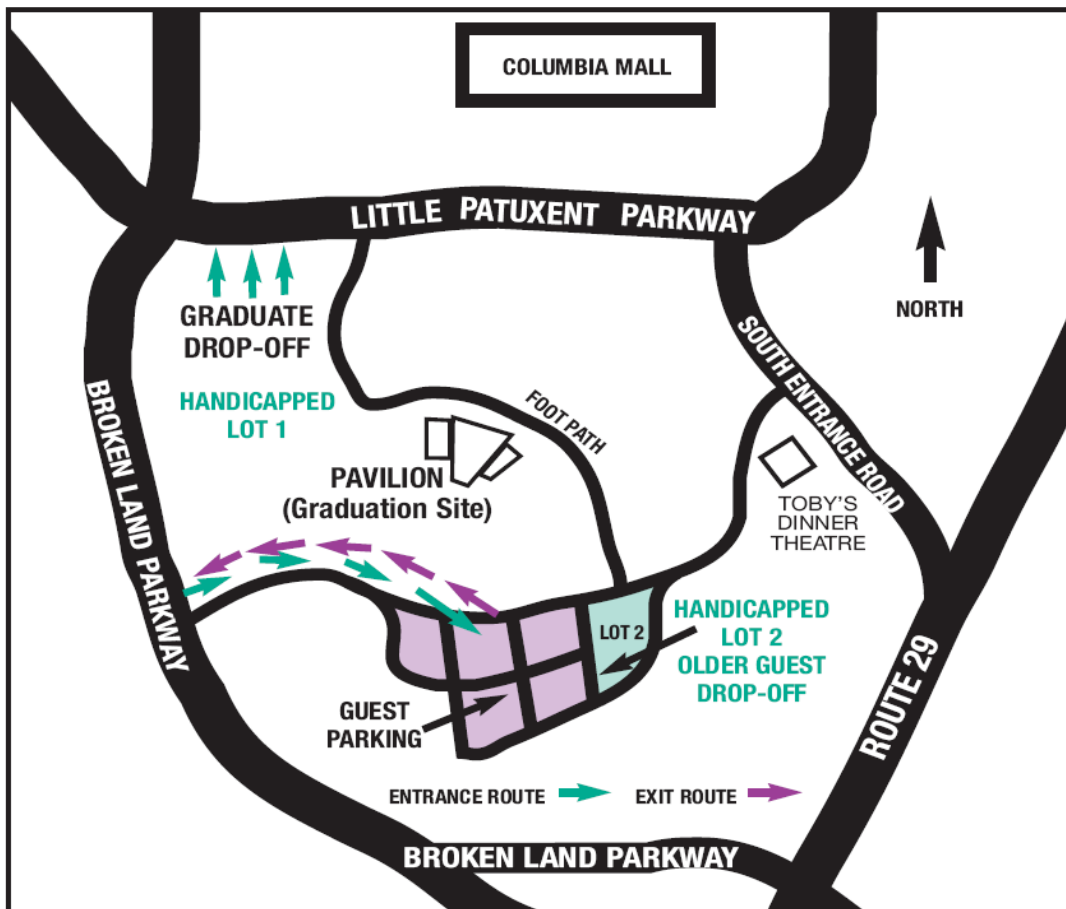 COLUMBIA MALL
LITTLE PATUXENT PARKWAY
NORTH
GRADUATE
DROP-OFF
HANDICAPPED
LOT 1
BROKEN LAND PARKWAY
FOOT PATH
SOUTH ENTRANCE ROAD
PAVILION
(Graduation Site)
TOBY'S
DINNER
THEATRE
LOT 2
HANDICAPPED
LOT 2
OLDER GUEST
DROP-OFF
GUEST
PARKING
ROUTE 29
ENTRANCE ROUTE
EXIT ROUTE
BROKEN LAND PARKWAY